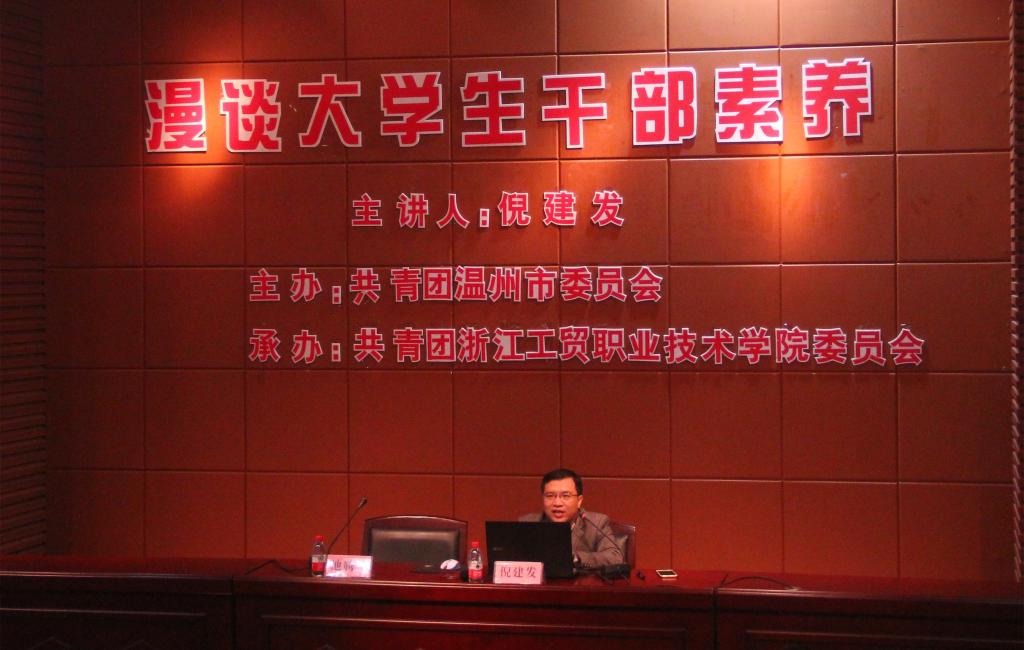 漫谈大学生干部素养
主讲人:倪建发
主办:共青团温州市委员会
承办:共青团浙江工贸职业技术学院委员会
倪建发